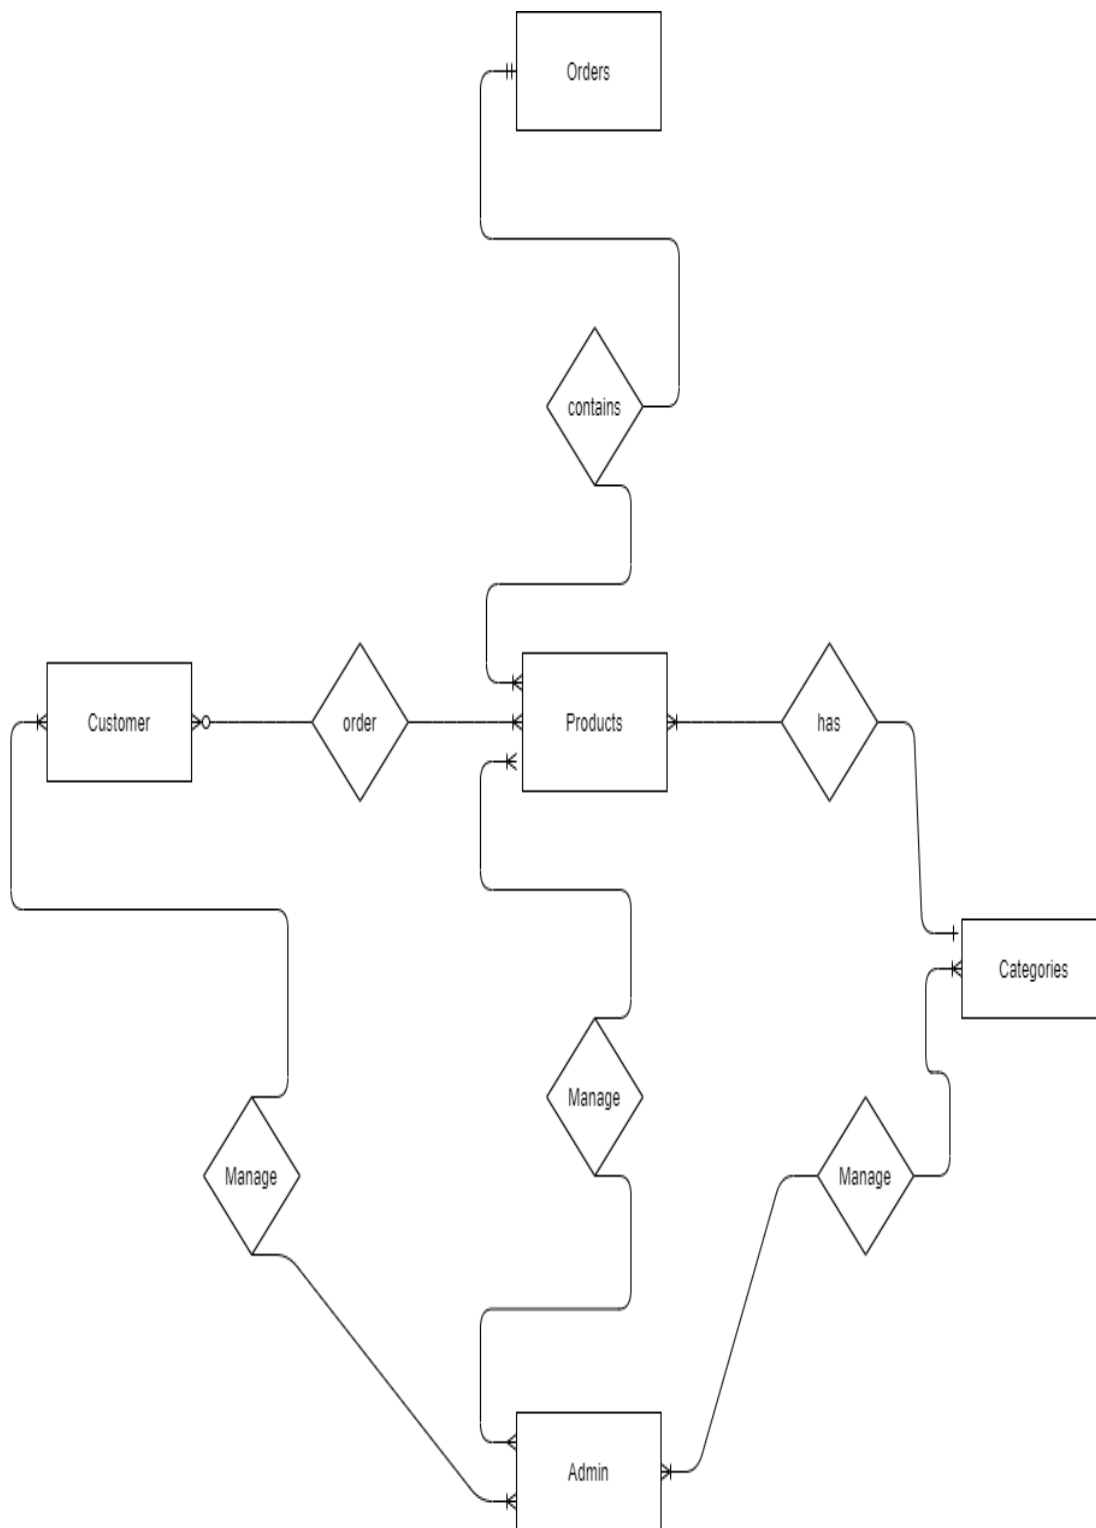 Orders
contains
Customer
order
Products
has
Categories
Manage
Manage
Manage
Admin